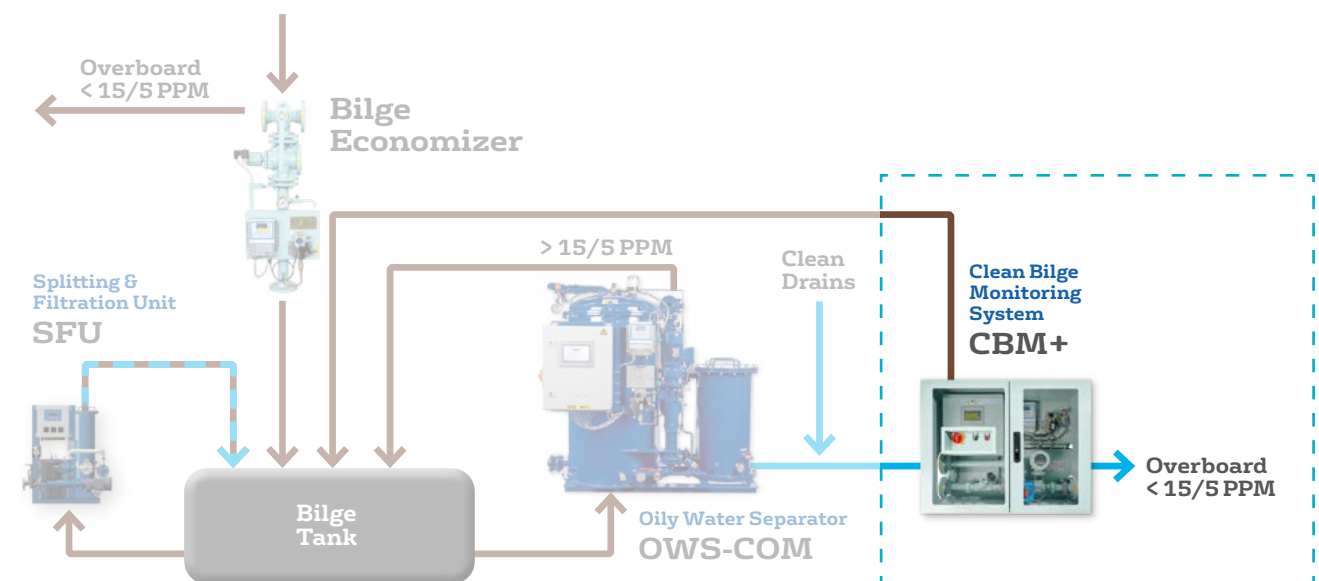 Overboard
< 15/5 PPM
Bilge
Economizer
> 15/5 PPM
Clean
Drains
Splitting &
Filtration Unit
SFU
Clean Bilge
Monitoring
System
CBM+
Overboard
< 15/5 PPM
Bilge
Tank
Oily Water Separator
OWS-COM